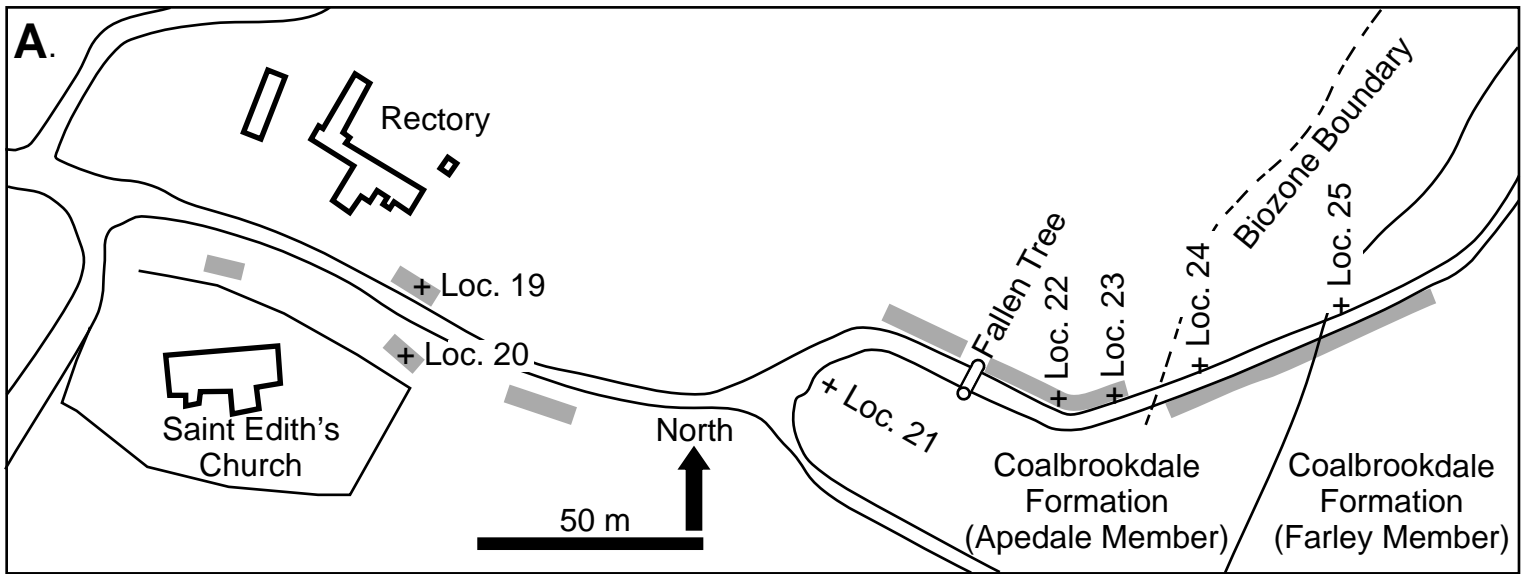 A.
Rectory
Loc. 19
Loc. 20
Saint Edith's
Church
North
50 m
Loc. 21
Fallen Tree
Loc. 22
Loc. 23
Loc. 24
Biozone Boundary
Loc. 25
Coalbrookdale
Formation
(Apedale Member)
Coalbrookdale
Formation
(Farley Member)